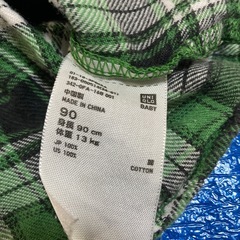 UNI
QLO
BABY
中国製
MADE IN CHINA
90
身長 90 cm
体重 13 kg
綿
COTTON
JP 100%
US 100%